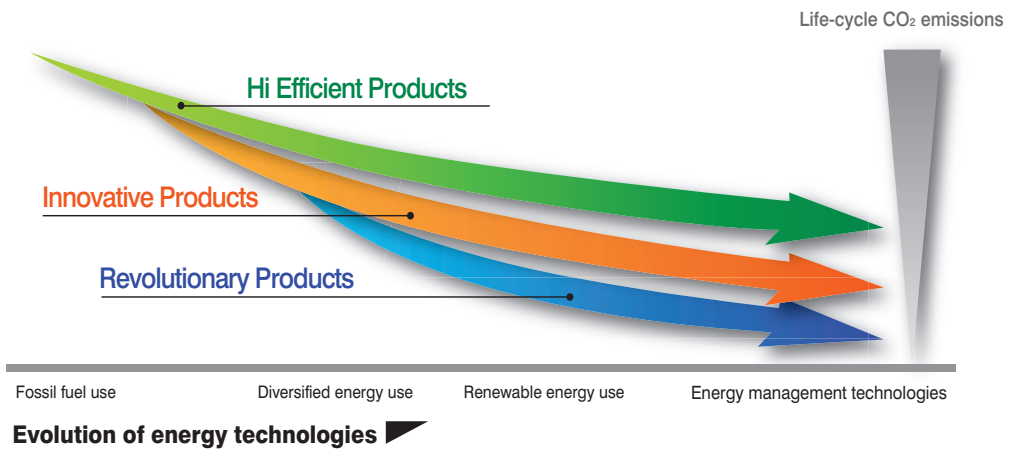 Life-cycle CO₂ emissions
Hi Efficient Products
Innovative Products
Revolutionary Products
Fossil fuel use
Diversified energy use
Renewable energy use
Energy management technologies
Evolution of energy technologies